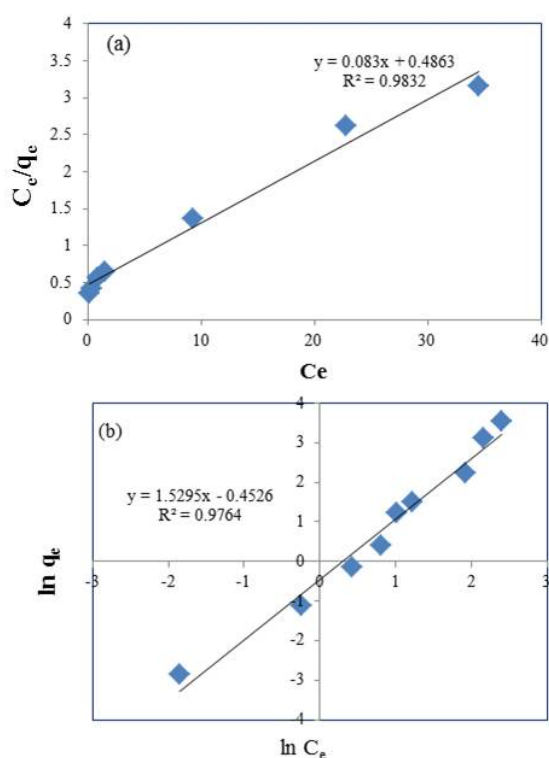 (a)
y = 0.083x + 0.4863
R² = 0.9832
4
3.5
3
2.5
2
1.5
1
0.5
0
Ce/qe
0 10 20 30 40
Ce
(b)
y = 1.5295x - 0.4526
R² = 0.9764
4
3
2
1
0
-1
-2
-3
-4
-3 -2 -1 0 1 2 3
ln qe
ln Ce